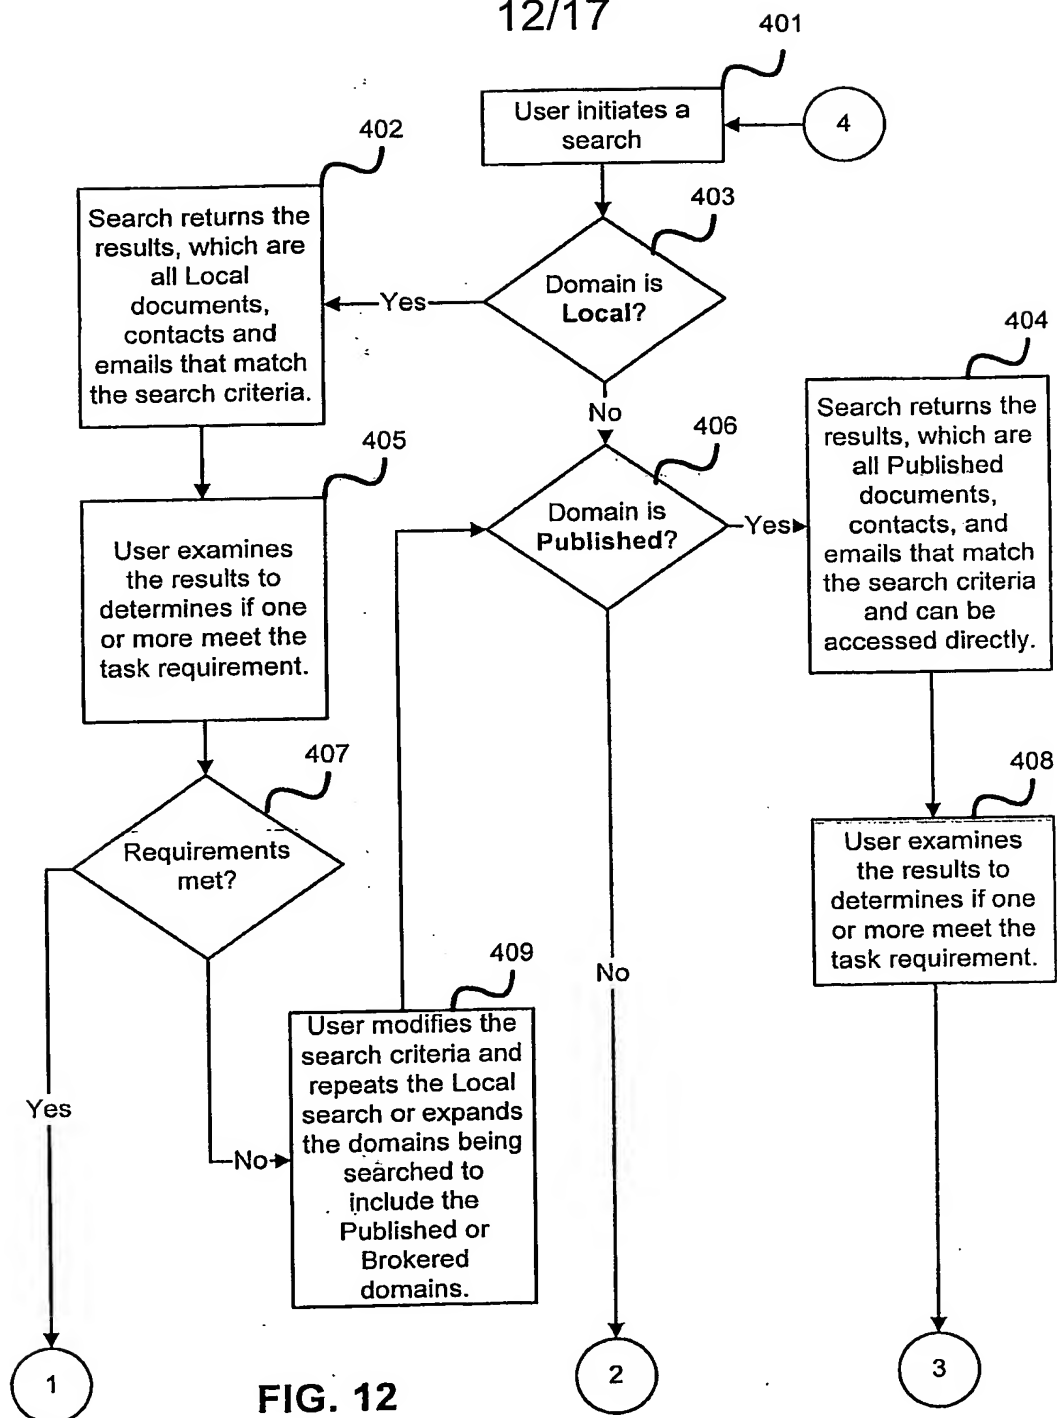 12/17
401
User initiates a
search
4
402
Search returns the
results, which are
all Local
documents,
contacts and
emails that match
the search criteria.
403
Domain is
Local?
Yes
No
404
Search returns the
results, which are
all Published
documents,
contacts, and
emails that match
the search criteria
and can be
accessed directly.
405
User examines
the results to
determines if one
or more meet the
task requirement.
406
Domain is
Published?
Yes
No
407
Requirements
met?
Yes
No
408
User examines
the results to
determines if one
or more meet the
task requirement.
409
User modifies the
search criteria and
repeats the Local
search or expands
the domains being
searched to
include the
Published or
Brokered
domains.
1
2
3
FIG. 12